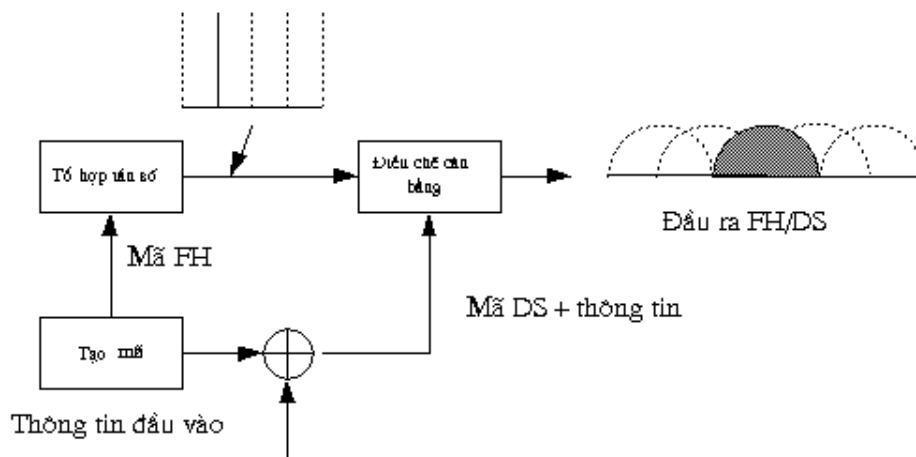 Tổ hợp tần số
Điều chế cân
bằng
Đầu ra FH/DS
Mã FH
Mã DS + thông tin
Tạo mã
Thông tin đầu vào